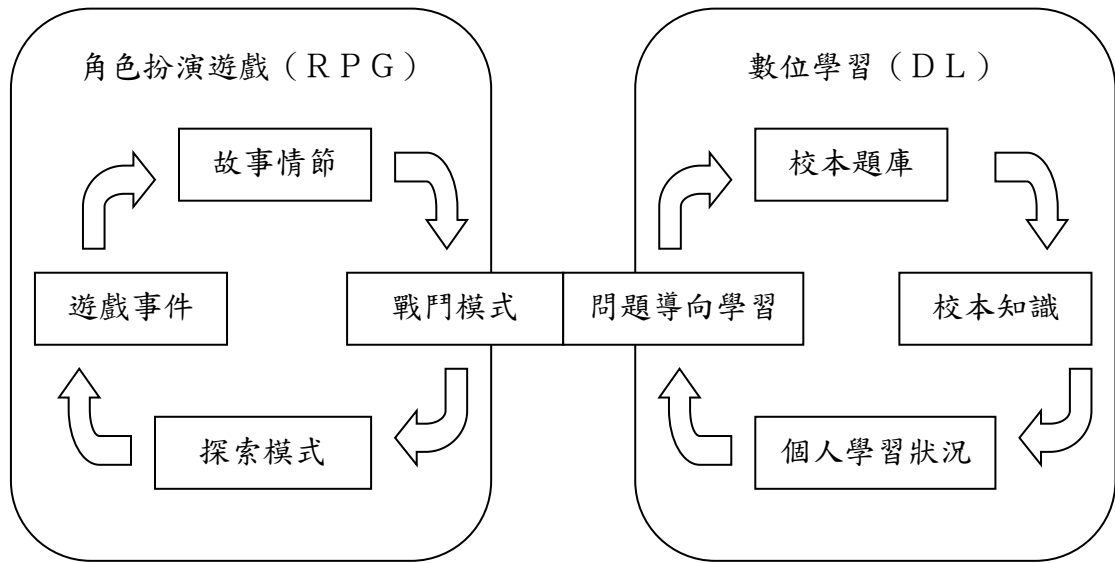 角色扮演遊戲（ＲＰＧ）
故事情節
遊戲事件
戰鬥模式
探索模式
數位學習（ＤＬ）
校本題庫
問題導向學習
校本知識
個人學習狀況